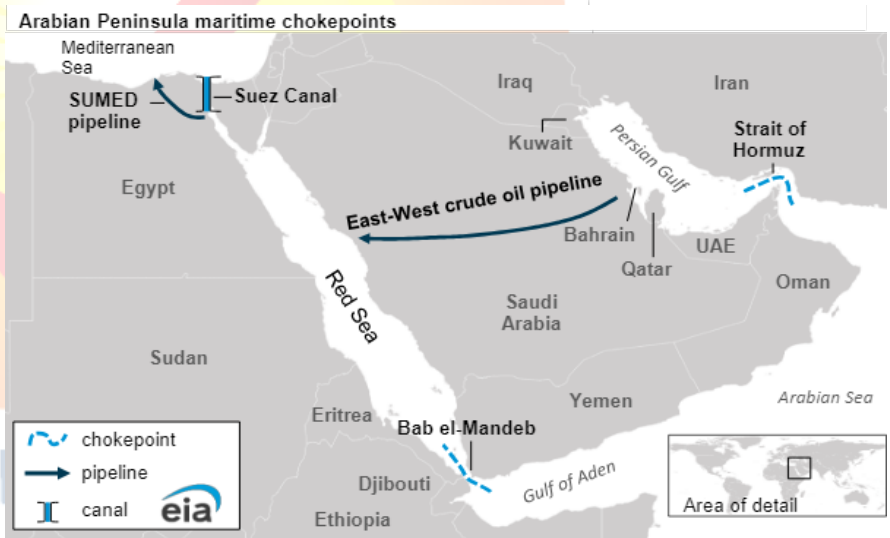 Arabian Peninsula maritime chokepoints
Mediterranean
Sea
SUMED
pipeline
Suez Canal
Iraq
Iran
Kuwait
Persian Gulf
Strait of
Hormuz
Egypt
East-West crude oil pipeline
Bahrain
Qatar
UAE
Oman
Red Sea
Saudi
Arabia
Sudan
Yemen
Arabian Sea
Eritrea
Bab el-Mandeb
Djibouti
Gulf of Aden
Ethiopia
chokepoint
pipeline
canal
eia
Area of detail